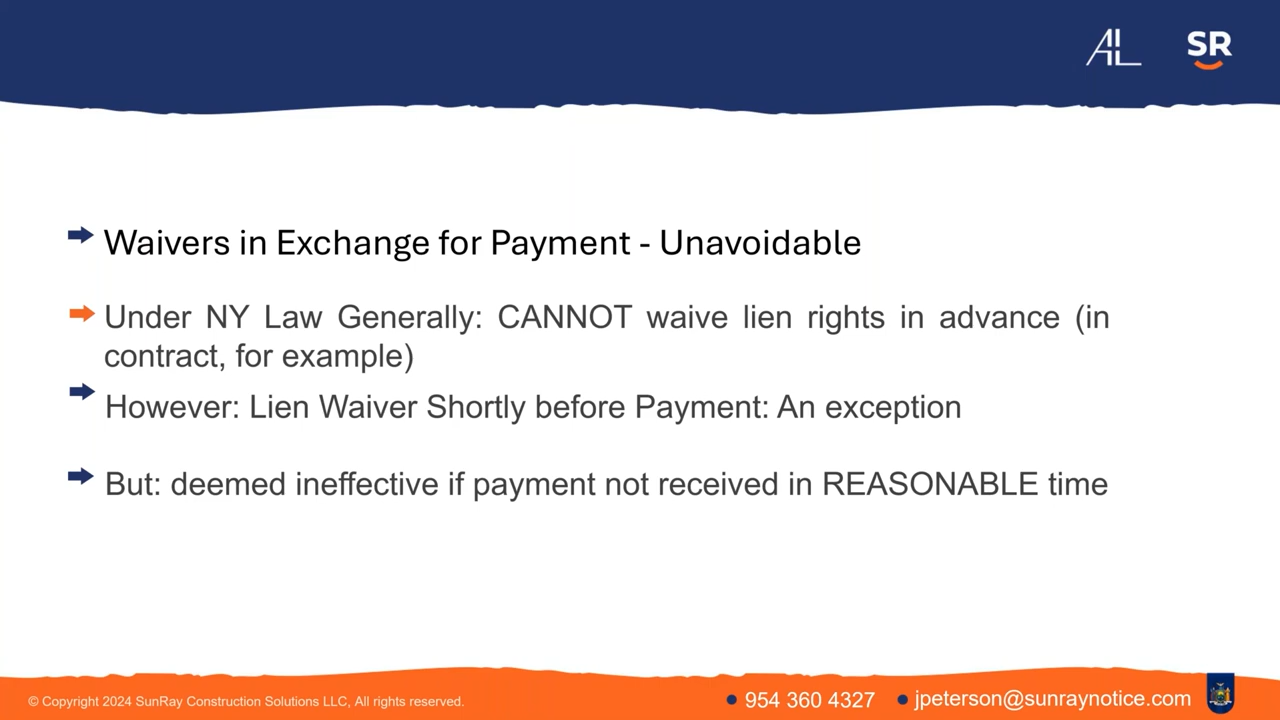 AL
SR
Waivers in Exchange for Payment - Unavoidable
Under NY Law Generally: CANNOT waive lien rights in advance (in
contract, for example)
However: Lien Waiver Shortly before Payment: An exception
But: deemed ineffective if payment not received in REASONABLE time
© Copyright 2024 SunRay Construction Solutions LLC, All rights reserved.
954 360 4327
jpeterson@sunraynotice.com